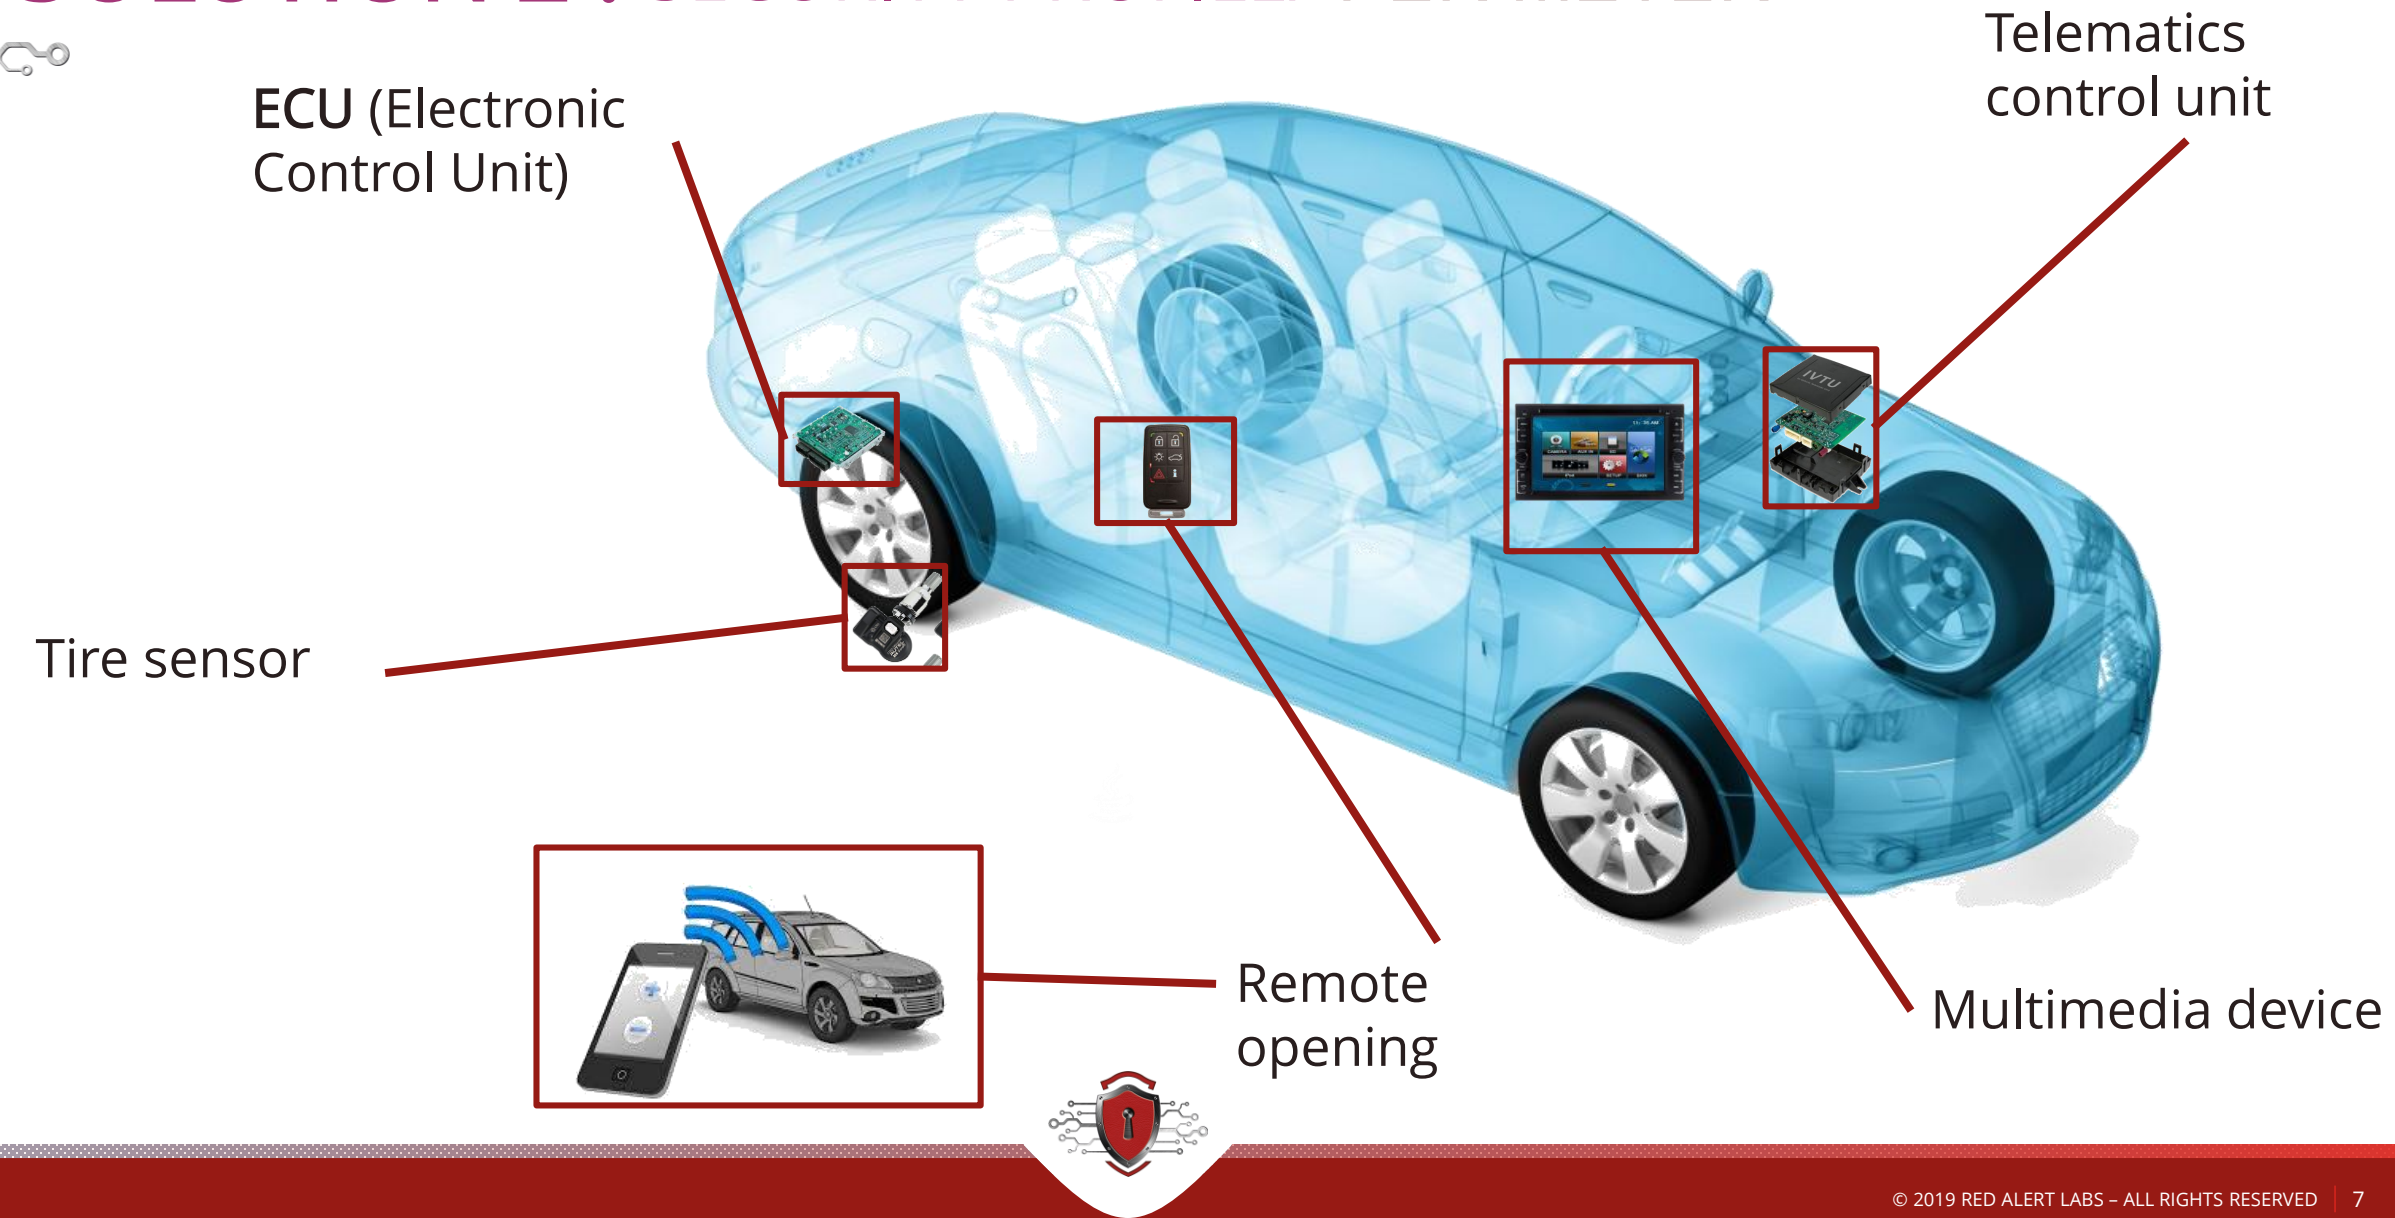 Telematics
control unit
ECU (Electronic
Control Unit)
IVTU
Tire sensor
Remote
opening
Multimedia device
© 2019 RED ALERT LABS – ALL RIGHTS RESERVED
7